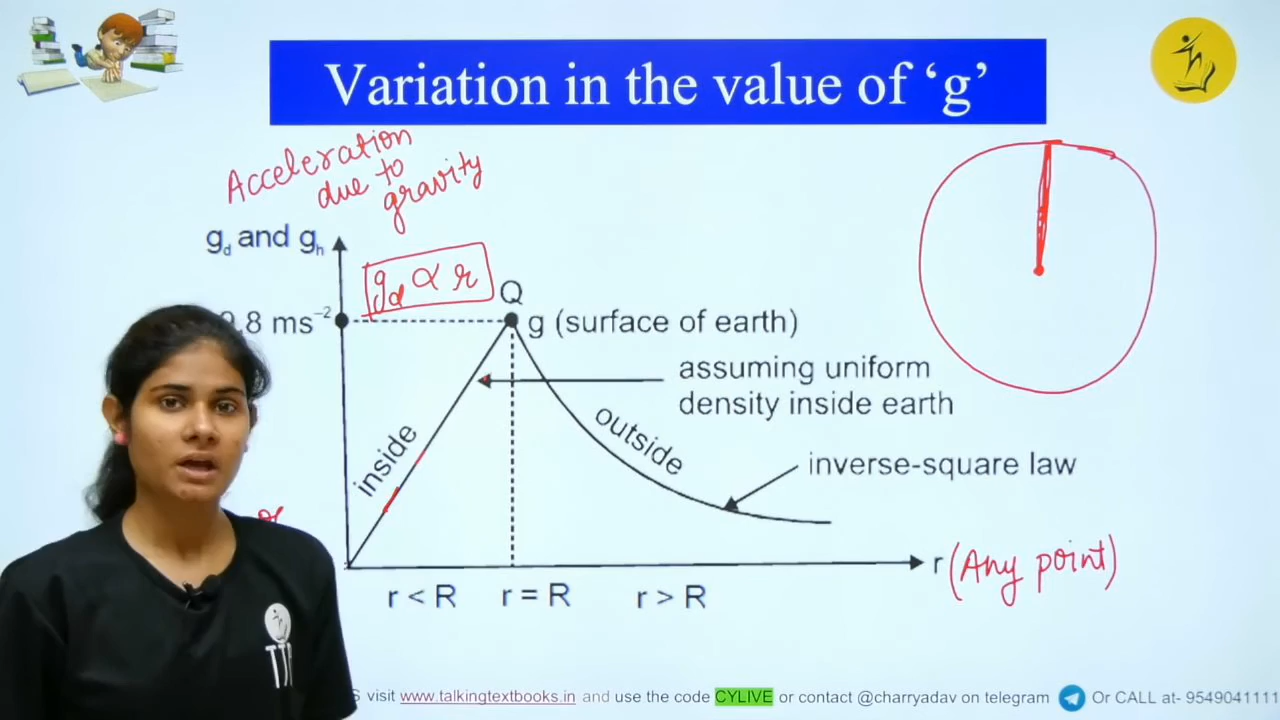 Variation in the value of ‘g’
Acceleration
due to
gravity
g_d and g_h
g_d ∝ r
Q
.8 ms⁻²
g (surface of earth)
assuming uniform
density inside earth
inside
outside
inverse-square law
r (Any point)
r < R r = R r > R
visit www.talkingtextbooks.in and use the code CYLIVE or contact @charryadav on telegram Or CALL at- 9549041111